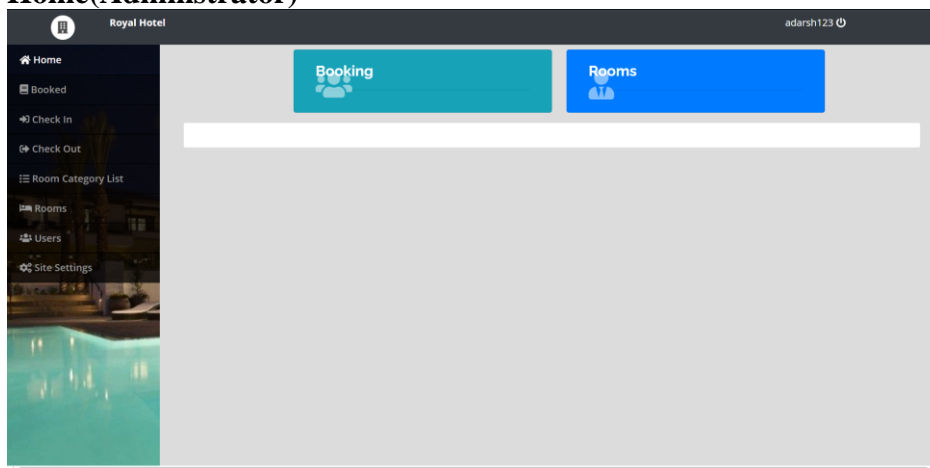 Home(Administrator)
Royal Hotel
adarsh123
Home
Booked
Check In
Check Out
Room Category List
Rooms
Users
Site Settings
Booking
Rooms